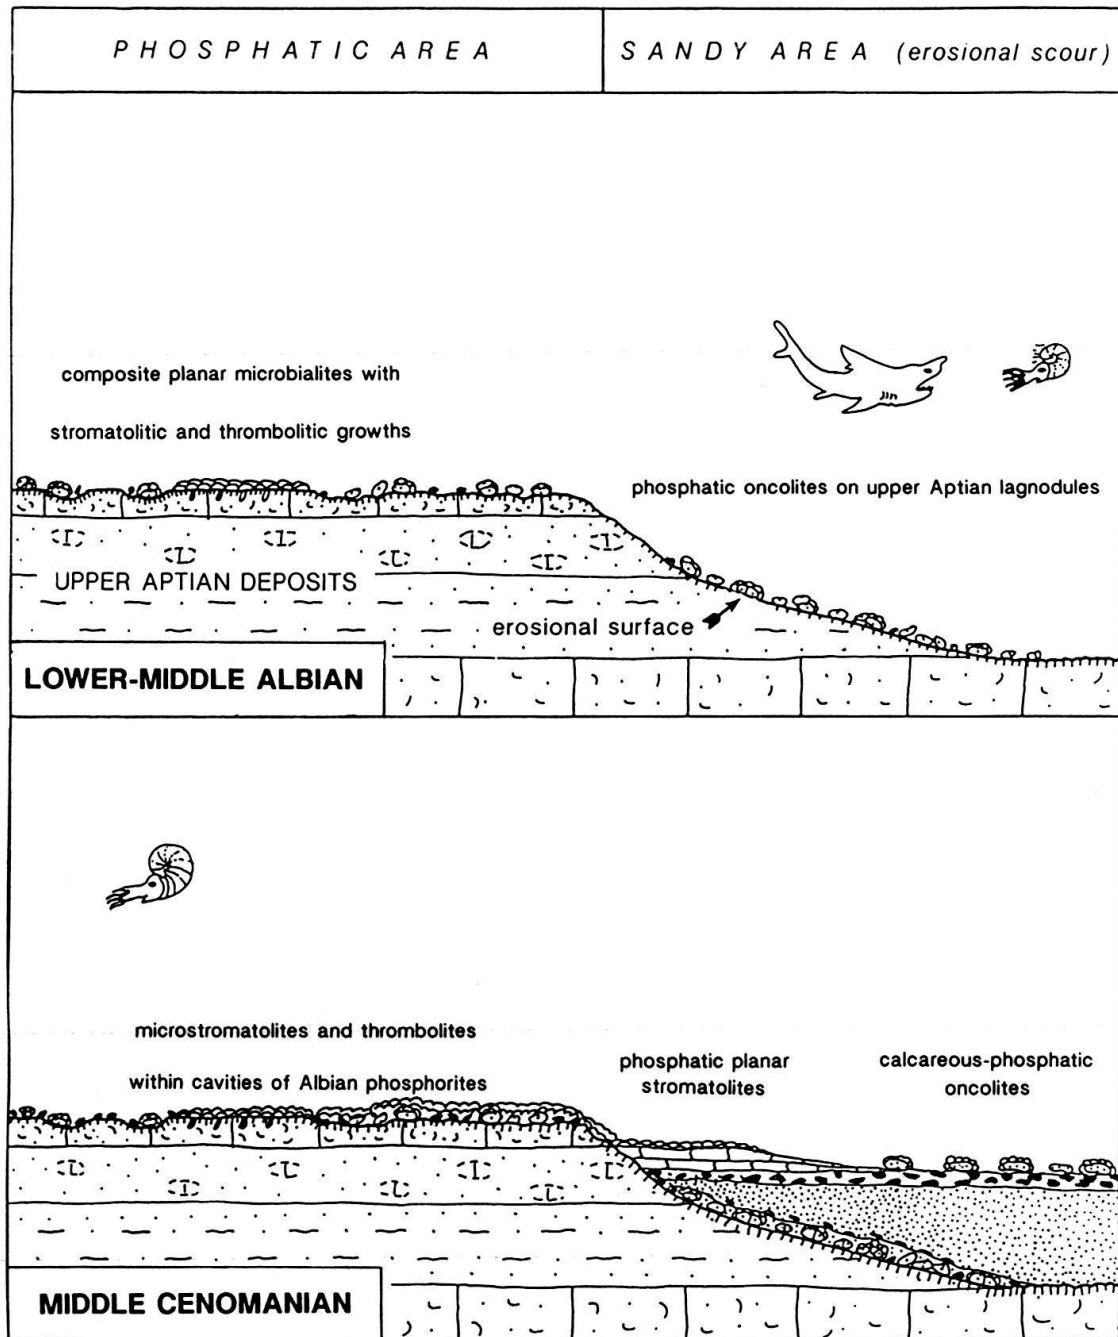 PHOSPHATIC AREA
SANDY AREA (erosional scour)
composite planar microbialites with
stromatolitic and thrombolitic growths
phosphatic oncolites on upper Aptian lagnodules
UPPER APTIAN DEPOSITS
erosional surface
LOWER-MIDDLE ALBIAN
microstromatolites and thrombolites
within cavities of Albian phosphorites
phosphatic planar
stromatolites
calcareous-phosphatic
oncolites
MIDDLE CENOMANIAN